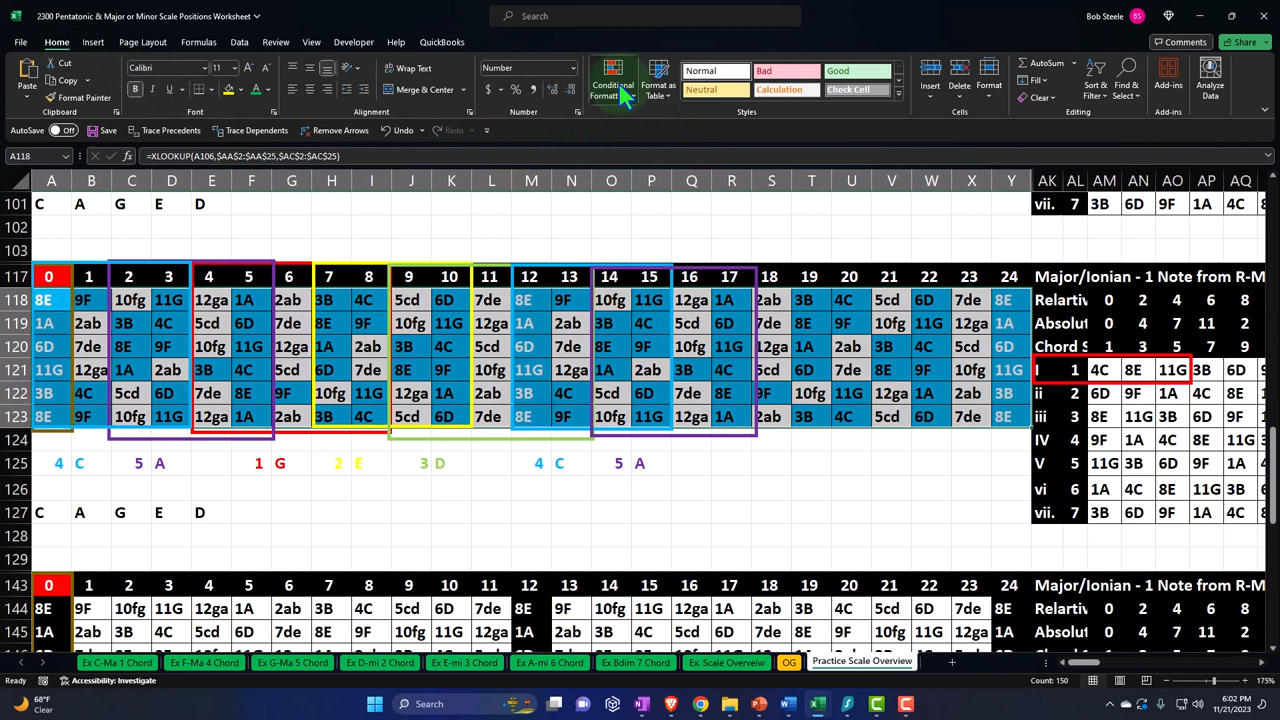 2300 Pentatonic & Major or Minor Scale Positions Worksheet
Search
Bob Steele BS
File Home Insert Page Layout Formulas Data Review View Developer Help QuickBooks Comments Share
Cut
Copy
Format Painter
Paste
Clipboard
Calibri 11
B I U
Font
Wrap Text
Merge & Center
Alignment
Number
$ %
Number
Conditional Formatting
Format as Table
Normal Bad Good
Neutral Calculation Check Cell
Styles
Insert Delete Format
Cells
AutoSum
Fill
Clear
Sort & Filter
Find & Select
Editing
Add-ins
Add-ins
Analyze Data
AutoSave Off Save Trace Precedents Trace Dependents Remove Arrows Undo Redo
A118 fx =XLOOKUP(A106,$AA$2:$AA$25,$AC$2:$AC$25)
A B C D E F G H I J K L M N O P Q R S T U V W X Y AK AL AM AN AO AP AQ
101 C A G E D vii. 7 3B 6D 9F 1A 4C
102
103
117 0 1 2 3 4 5 6 7 8 9 10 11 12 13 14 15 16 17 18 19 20 21 22 23 24 Major/Ionian - 1 Note from R-M
118 8E 9F 10fg 11G 12ga 1A 2ab 3B 4C 5cd 6D 7de 8E 9F 10fg 11G 12ga 1A 2ab 3B 4C 5cd 6D 7de 8E Relartiv 0 2 4 6 8
119 1A 2ab 3B 4C 5cd 6D 7de 8E 9F 10fg 11G 12ga 1A 2ab 3B 4C 5cd 6D 7de 8E 9F 10fg 11G 12ga 1A Absolut 0 4 7 11 2
120 6D 7de 8E 9F 10fg 11G 12ga 1A 2ab 3B 4C 5cd 6D 7de 8E 9F 10fg 11G 12ga 1A 2ab 3B 4C 5cd 6D Chord S 1 3 5 7 9
121 11G 12ga 1A 2ab 3B 4C 5cd 6D 7de 8E 9F 10fg 11G 12ga 1A 2ab 3B 4C 5cd 6D 7de 8E 9F 10fg 11G I 1 4C 8E 11G 3B 6D
122 3B 4C 5cd 6D 7de 8E 9F 10fg 11G 12ga 1A 2ab 3B 4C 5cd 6D 7de 8E 9F 10fg 11G 12ga 1A 2ab 3B ii 2 6D 9F 1A 4C 8E
123 8E 9F 10fg 11G 12ga 1A 2ab 3B 4C 5cd 6D 7de 8E 9F 10fg 11G 12ga 1A 2ab 3B 4C 5cd 6D 7de 8E iii 3 8E 11G 3B 6D 9F
124 IV 4 9F 1A 4C 8E 11G
125 4 C 5 A 1 G 2 E 3 D 4 C 5 A V 5 11G 3B 6D 9F 1A
126 vi 6 1A 4C 8E 11G 3B
127 C A G E D vii. 7 3B 6D 9F 1A 4C
128
129
143 0 1 2 3 4 5 6 7 8 9 10 11 12 13 14 15 16 17 18 19 20 21 22 23 24 Major/Ionian - 1 Note from R-M
144 8E 9F 10fg 11G 12ga 1A 2ab 3B 4C 5cd 6D 7de 8E 9F 10fg 11G 12ga 1A 2ab 3B 4C 5cd 6D 7de 8E Relartiv 0 2 4 6 8
145 1A 2ab 3B 4C 5cd 6D 7de 8E 9F 10fg 11G 12ga 1A 2ab 3B 4C 5cd 6D 7de 8E 9F 10fg 11G 12ga 1A Absolut 0 4 7 11 2
Ex C-Ma 1 Chord Ex F-Ma 4 Chord Ex G-Ma 5 Chord Ex D-mi 2 Chord Ex E-mi 3 Chord Ex A-mi 6 Chord Ex Bdim 7 Chord Ex. Scale Overveiw OG Practice Scale Overview
Ready Accessibility: Investigate Count: 150 175%
68°F
Clear
Search
6:02 PM
11/21/2023